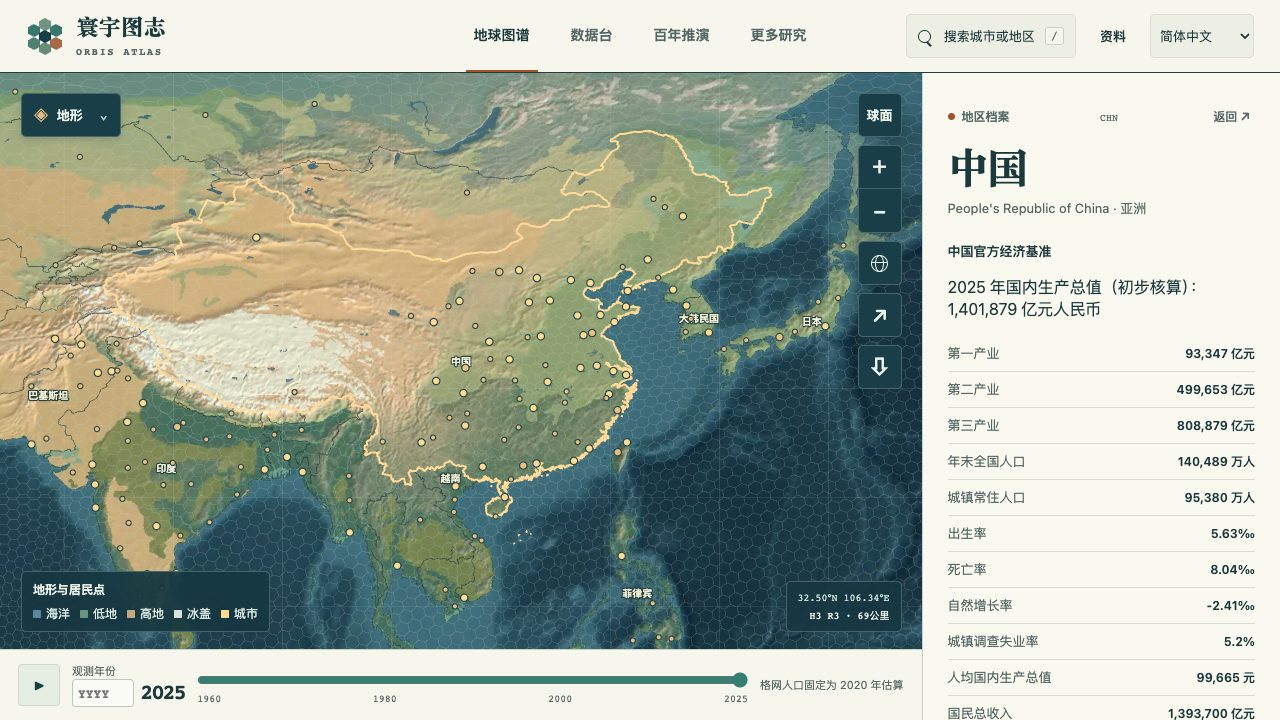 寰宇图志
ORBIS ATLAS
地球图谱
数据台
百年推演
更多研究
搜索城市或地区
/
资料
简体中文
地形
球面
+
−
大韩民国
日本
中国
巴基斯坦
印度
越南
菲律宾
地形与居民点
海洋 低地 高地 冰盖 城市
32.50°N 106.34°E
H3 R3 · 69公里
观测年份
YYYY
2025
1960
1980
2000
2025
格网人口固定为 2020 年估算
地区档案
CHN
返回
中国
People's Republic of China · 亚洲
中国官方经济基准
2025 年国内生产总值（初步核算）：
1,401,879 亿元人民币
第一产业 93,347 亿元
第二产业 499,653 亿元
第三产业 808,879 亿元
年末全国人口 140,489 万人
城镇常住人口 95,380 万人
出生率 5.63‰
死亡率 8.04‰
自然增长率 -2.41‰
城镇调查失业率 5.2%
人均国内生产总值 99,665 元
国民总收入 1,393,700 亿元